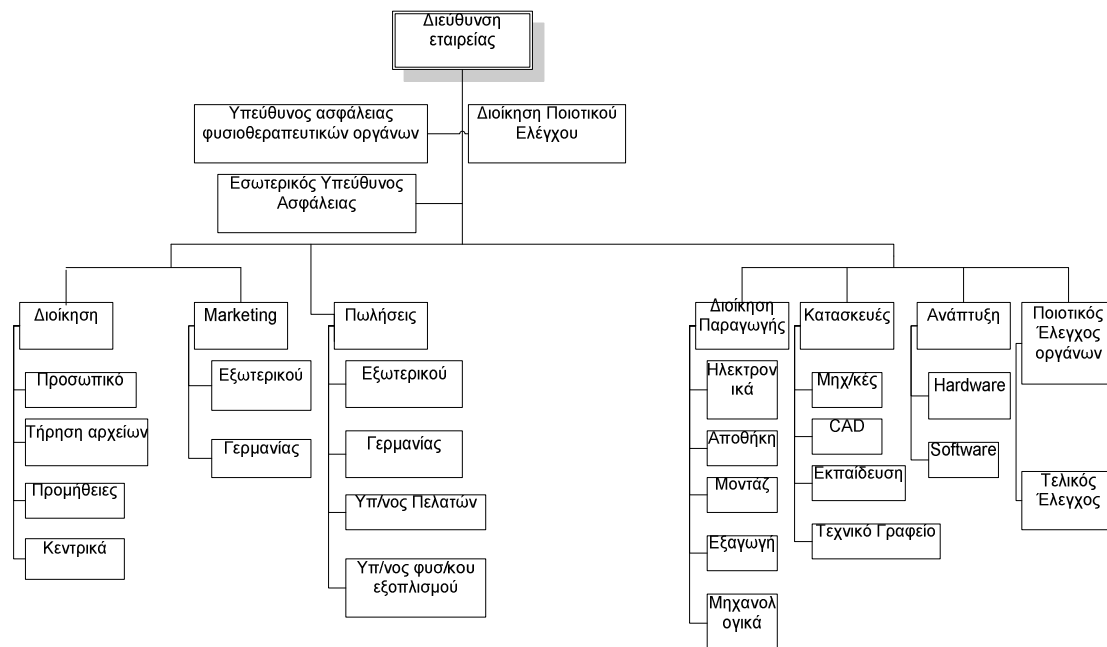 Διεύθυνση
εταιρείας
Υπεύθυνος ασφάλειας
φυσιοθεραπευτικών οργάνων
Διοίκηση Ποιοτικού
Ελέγχου
Εσωτερικός Υπεύθυνος
Ασφάλειας
Διοίκηση
Προσωπικό
Τήρηση αρχείων
Προμήθειες
Κεντρικά
Marketing
Εξωτερικού
Γερμανίας
Πωλήσεις
Εξωτερικού
Γερμανίας
Υπ/νος Πελατών
Υπ/νος φυσ/κου
εξοπλισμού
Διοίκηση
Παραγωγής
Ηλεκτρον
ικά
Αποθήκη
Μοντάζ
Εξαγωγή
Μηχανολ
ογικά
Κατασκευές
Μηχ/κές
CAD
Εκπαίδευση
Τεχνικό Γραφείο
Ανάπτυξη
Hardware
Software
Ποιοτικός
Έλεγχος
οργάνων
Τελικός
Έλεγχος